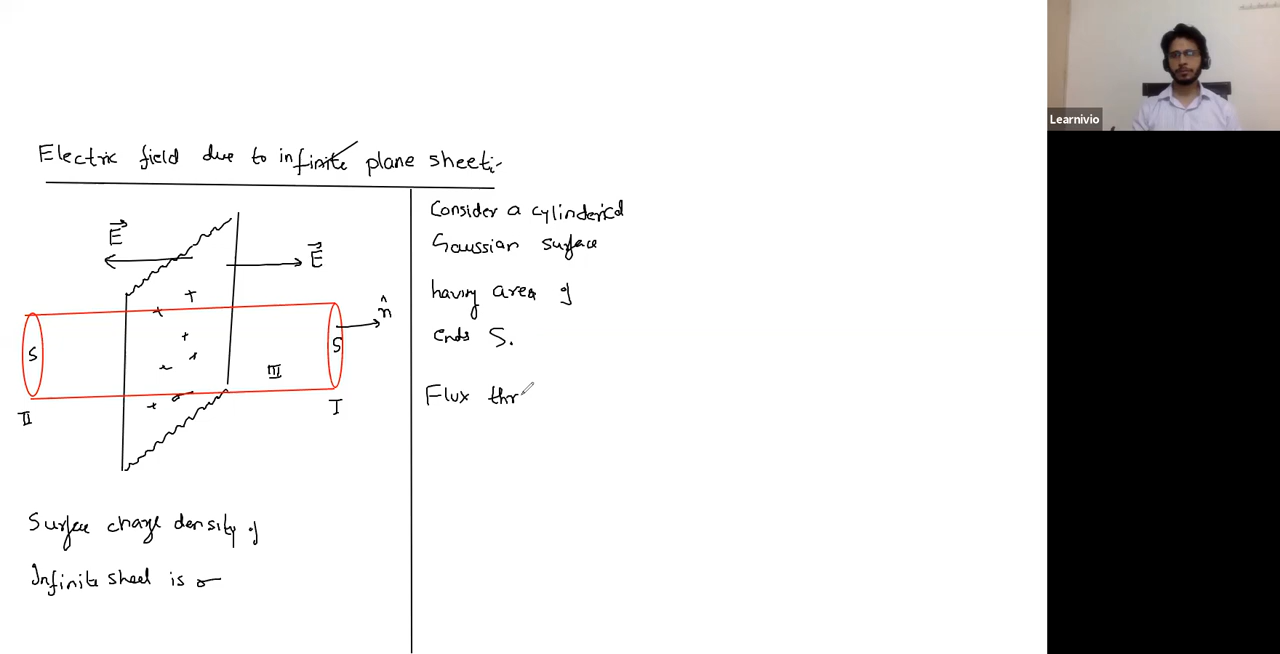 Electric field due to infinite plane sheet:-
E
E
n̂
S
S
III
II
I
Surface charge density of
Infinite sheet is σ
Consider a cylinderical
Gaussian surface
having area of
ends S.
Flux thr
Learnivio